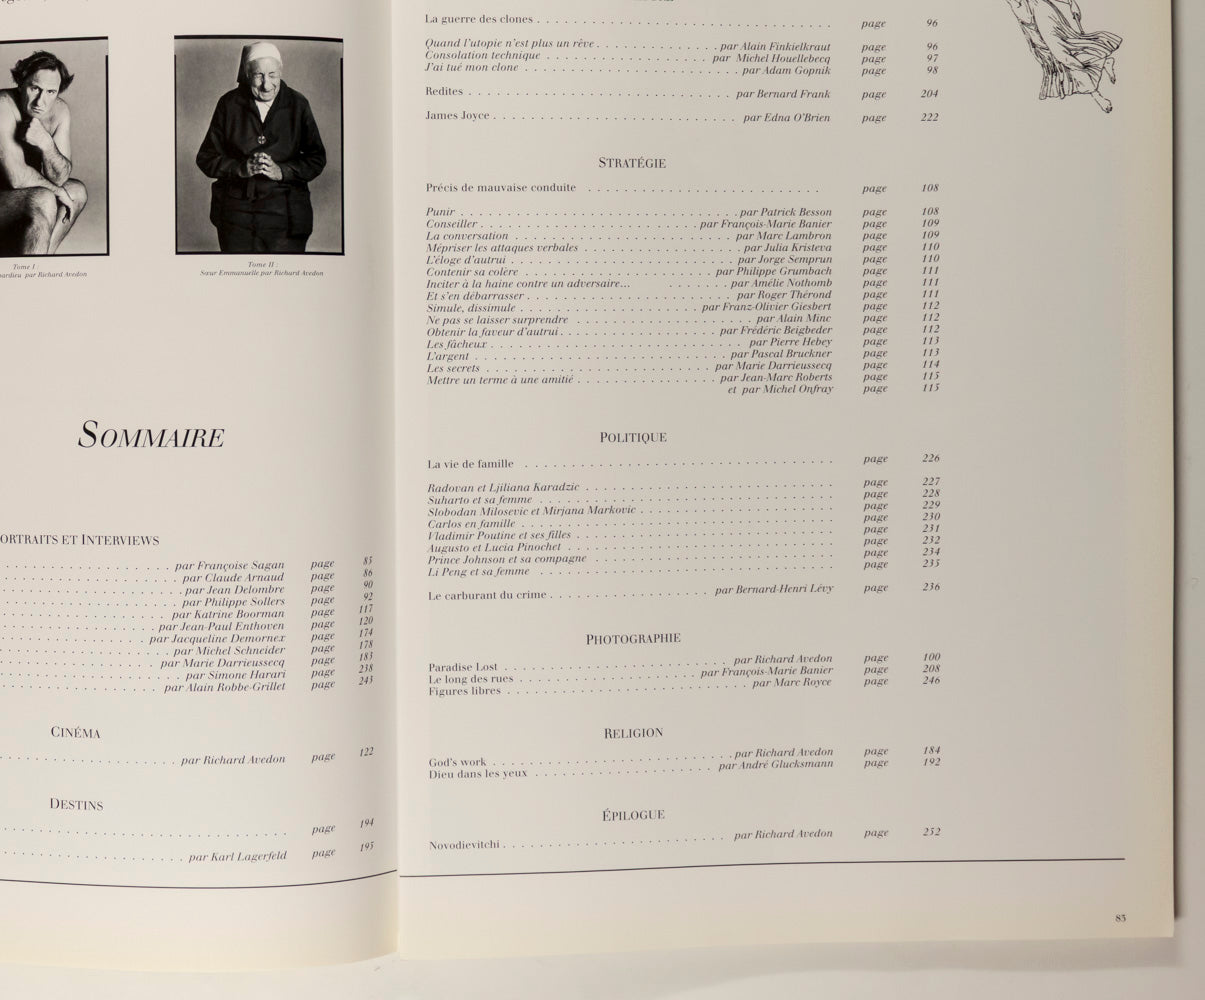 Tome I
par Richard Avedon
Tome II :
Sœur Emmanuelle par Richard Avedon
SOMMAIRE
PORTRAITS ET INTERVIEWS
par Françoise Sagan page 85
par Claude Arnaud page 86
par Jean Delombre page 90
par Philippe Sollers page 92
par Katrine Boorman page 117
par Jean-Paul Enthoven page 120
par Jacqueline Demornex page 174
par Michel Schneider page 178
par Marie Darrieussecq page 183
par Simone Harari page 238
par Alain Robbe-Grillet page 243
CINÉMA
par Richard Avedon page 122
DESTINS
page 194
par Karl Lagerfeld page 195
La guerre des clones page 96
Quand l'utopie n'est plus un rêve par Alain Finkielkraut page 96
Consolation technique par Michel Houellebecq page 97
J'ai tué mon clone par Adam Gopnik page 98
Redites par Bernard Frank page 204
James Joyce par Edna O'Brien page 222
STRATÉGIE
Précis de mauvaise conduite page 108
Punir par Patrick Besson page 108
Conseiller par François-Marie Banier page 109
La conversation par Marc Lambron page 109
Mépriser les attaques verbales par Julia Kristeva page 110
L'éloge d'autrui par Jorge Semprun page 110
Contenir sa colère par Philippe Grumbach page 111
Inciter à la haine contre un adversaire... par Amélie Nothomb page 111
Et s'en débarrasser par Roger Thérond page 111
Simule, dissimule par Franz-Olivier Giesbert page 112
Ne pas se laisser surprendre par Alain Minc page 112
Obtenir la faveur d'autrui par Frédéric Beigbeder page 112
Les fâcheux par Pierre Hebey page 113
L'argent par Pascal Bruckner page 113
Les secrets par Marie Darrieussecq page 114
Mettre un terme à une amitié par Jean-Marc Roberts page 115
et par Michel Onfray page 115
POLITIQUE
La vie de famille page 226
Radovan et Ljiliana Karadzic page 227
Suharto et sa femme page 228
Slobodan Milosevic et Mirjana Markovic page 229
Carlos en famille page 230
Vladimir Poutine et ses filles page 231
Augusto et Lucia Pinochet page 232
Prince Johnson et sa compagne page 234
Li Peng et sa femme page 235
Le carburant du crime par Bernard-Henri Lévy page 236
PHOTOGRAPHIE
Paradise Lost par Richard Avedon page 100
Le long des rues par François-Marie Banier page 208
Figures libres par Marc Royce page 246
RELIGION
God's work par Richard Avedon page 184
Dieu dans les yeux par André Glucksmann page 192
ÉPILOGUE
Novodievitchi par Richard Avedon page 252
83